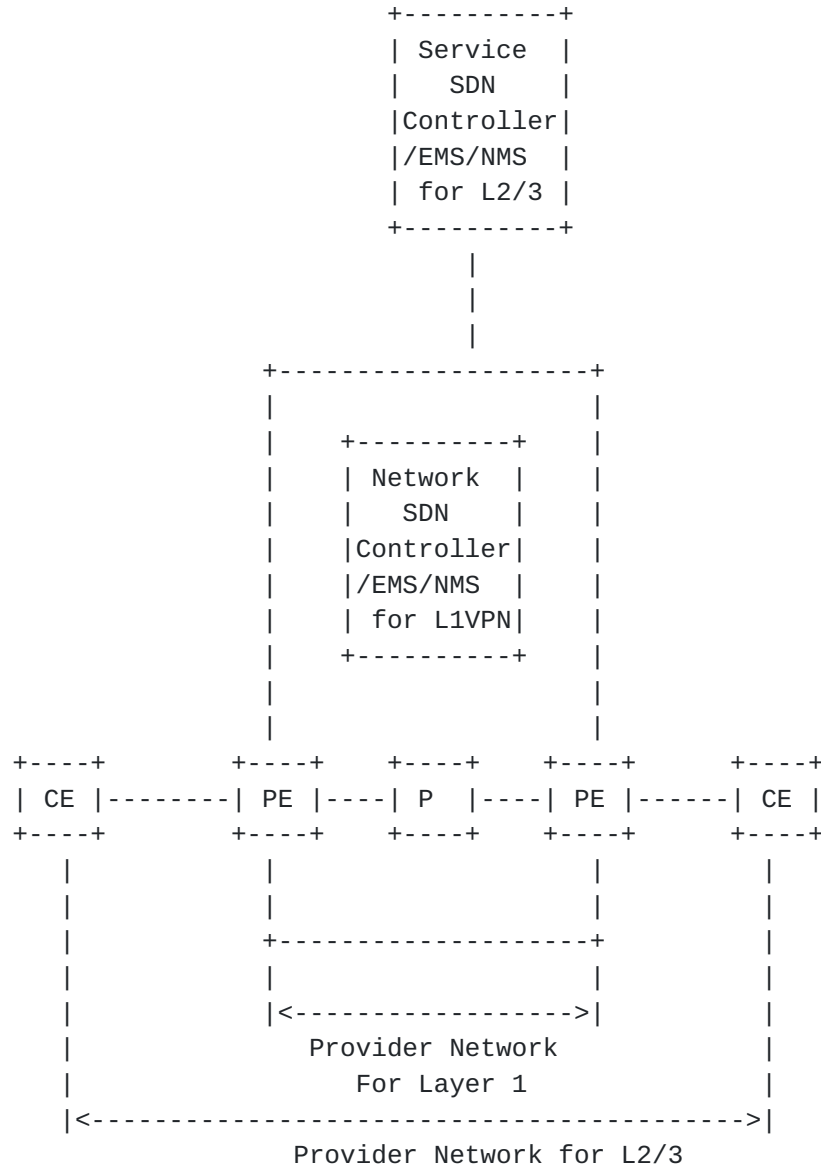 Service
SDN
Controller
/EMS/NMS
for L2/3
Network
SDN
Controller
/EMS/NMS
for L1VPN
CE PE P PE CE
Provider Network
For Layer 1
Provider Network for L2/3